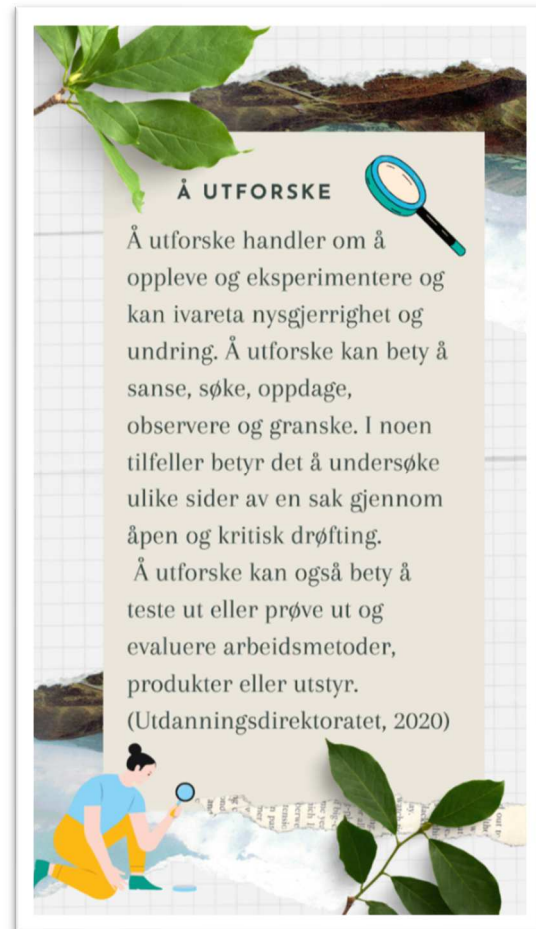 Å UTFORSKE
Å utforske handler om å
oppleve og eksperimentere og
kan ivareta nysgjerrighet og
undring. Å utforske kan bety å
sanse, søke, oppdage,
observere og granske. I noen
tilfeller betyr det å undersøke
ulike sider av en sak gjennom
åpen og kritisk drøfting.
Å utforske kan også bety å
teste ut eller prøve ut og
evaluere arbeidsmetoder,
produkter eller utstyr.
(Utdanningsdirektoratet, 2020)